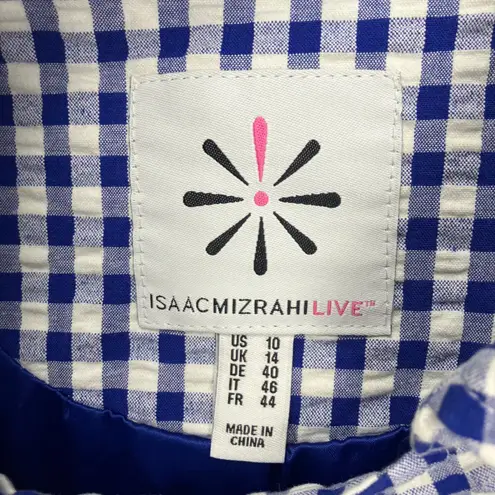 ISAACMIZRAHILIVE™
US 10
UK 14
DE 40
IT 46
FR 44
MADE IN
CHINA